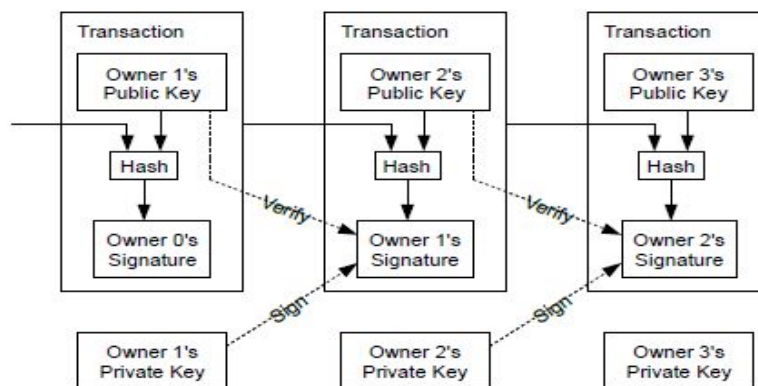 Transaction
Transaction
Transaction
Owner 1's
Public Key
Owner 2's
Public Key
Owner 3's
Public Key
Hash
Hash
Hash
Verify
Verify
Owner 0's
Signature
Owner 1's
Signature
Owner 2's
Signature
Sign
Sign
Owner 1's
Private Key
Owner 2's
Private Key
Owner 3's
Private Key